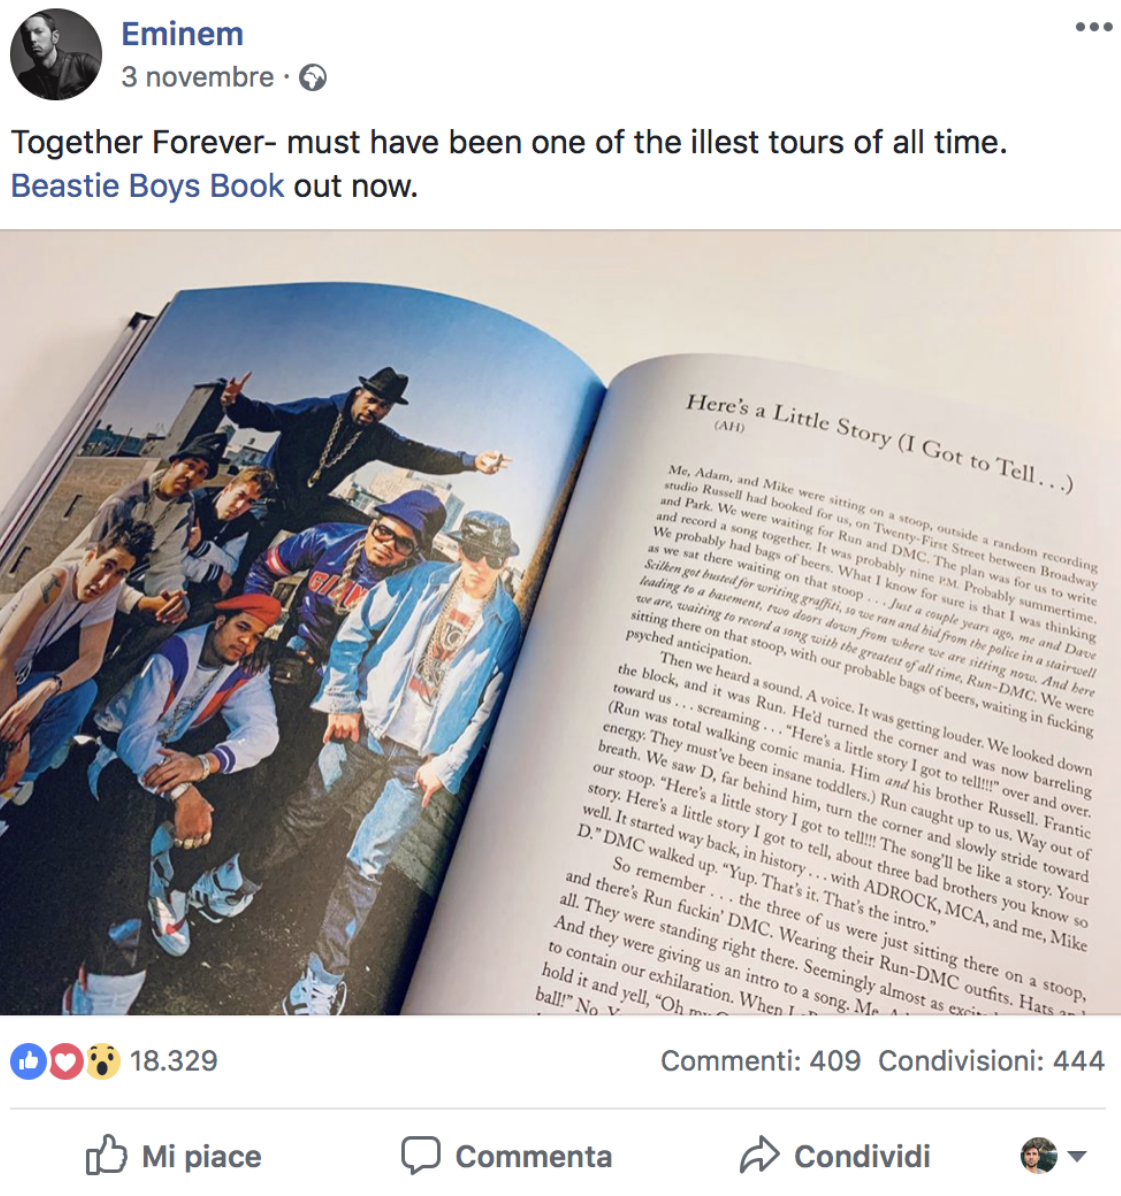 Eminem
3 novembre ·
Together Forever- must have been one of the illest tours of all time.
Beastie Boys Book out now.
GIANTS
Here's a Little Story (I Got to Tell . . .)
(AH)
Me, Adam, and Mike were sitting on a stoop, outside a random recording
studio Russell had booked for us, on Twenty-First Street between Broadway
and Park. We were waiting for Run and DMC. The plan was for us to write
and record a song together. It was probably nine P.M. Probably summertime.
We probably had bags of beers. What I know for sure is that I was thinking
as we sat there waiting on that stoop . . . Just a couple years ago, me and Dave
Scilken got busted for writing graffiti, so we ran and hid from the police in a stairwell
leading to a basement, two doors down from where we are sitting now. And here
we are, waiting to record a song with the greatest of all time, Run-DMC. We were
sitting there on that stoop, with our probable bags of beers, waiting in fucking
psyched anticipation.
Then we heard a sound. A voice. It was getting louder. We looked down
the block, and it was Run. He'd turned the corner and was now barreling
toward us . . . screaming . . . "Here's a little story I got to tell!!!" over and over.
(Run was total walking comic mania. Him and his brother Russell. Frantic
energy. They must've been insane toddlers.) Run caught up to us. Way out of
breath. We saw D, far behind him, turn the corner and slowly stride toward
our stoop. "Here's a little story I got to tell!!! The song'll be like a story. Your
story. Here's a little story I got to tell, about three bad brothers you know so
well. It started way back, in history . . . with ADROCK, MCA, and me, Mike
D." DMC walked up. "Yup. That's it. That's the intro."
So remember . . . the three of us were just sitting there on a stoop,
and there's Run fuckin' DMC. Wearing their Run-DMC outfits. Hats
all. They were standing right there. Seemingly almost as
And they were giving us an intro to a song.
to contain our exhilaration. When
hold it and yell, "Oh
ball!" No
18.329
Commenti: 409 Condivisioni: 444
Mi piace
Commenta
Condividi